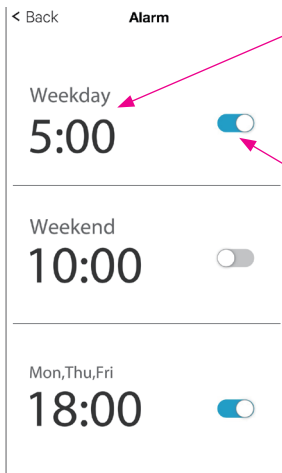 < Back Alarm
Weekday
5:00
Weekend
10:00
Mon,Thu,Fri
18:00